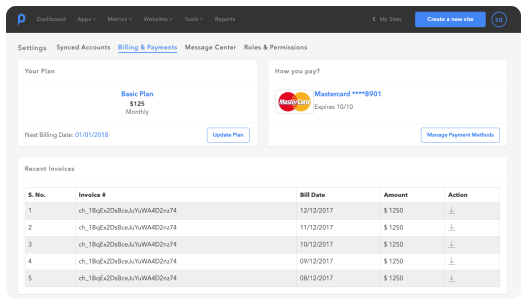 Dashboard Apps Metrics Websites Tools Reports My Sites Create a new site SG
Settings Synced Accounts Billing & Payments Message Center Roles & Permissions
Your Plan
Basic Plan
$125
Monthly
Next Billing Date: 01/01/2018 Update Plan
How you pay?
MasterCard
Mastercard ****8901
Expires 10/10
Manage Payment Methods
Recent Invoices
S. No. Invoice # Bill Date Amount Action
1 ch_1BqEx2DsBceJuYuWA4D2nz74 12/12/2017 $ 1250
2 ch_1BqEx2DsBceJuYuWA4D2nz74 11/12/2017 $ 1250
3 ch_1BqEx2DsBceJuYuWA4D2nz74 10/12/2017 $ 1250
4 ch_1BqEx2DsBceJuYuWA4D2nz74 09/12/2017 $ 1250
5 ch_1BqEx2DsBceJuYuWA4D2nz74 08/12/2017 $ 1250